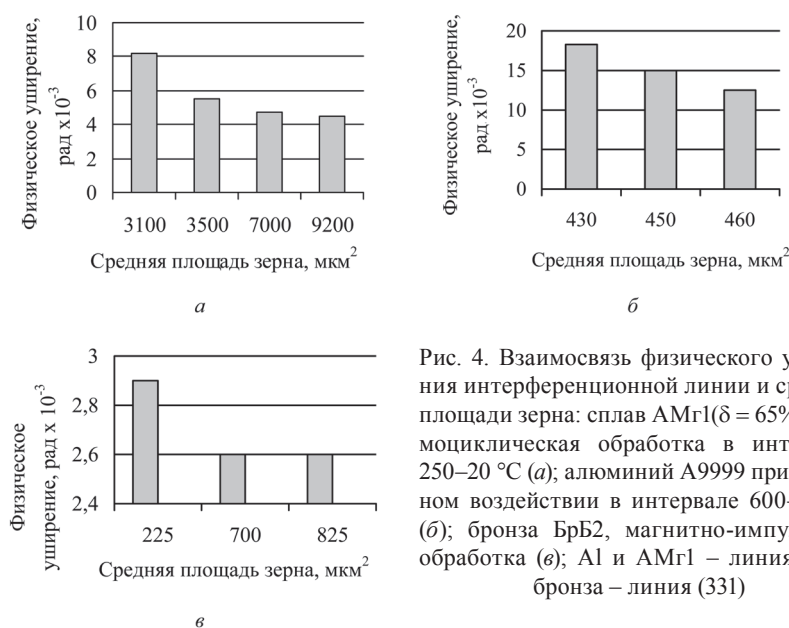 Физическое уширение,
рад х10⁻³
10
8
6
4
2
0
3100 3500 7000 9200
Средняя площадь зерна, мкм²
а
Физическое уширение,
рад х10⁻³
20
15
10
5
0
430 450 460
Средняя площадь зерна, мкм²
б
Физическое
уширение, рад х 10⁻³
3
2,8
2,6
2,4
225 700 825
Средняя площадь зерна, мкм²
в
Рис. 4. Взаимосвязь физического у
ния интерференционной линии и ср
площади зерна: сплав АМг1(δ = 65%
моциклическая обработка в инт
250–20 °С (а); алюминий А9999 при
ном воздействии в интервале 600-
(б); бронза БрБ2, магнитно-импу
обработка (в); Al и АМг1 – линия
бронза – линия (331)